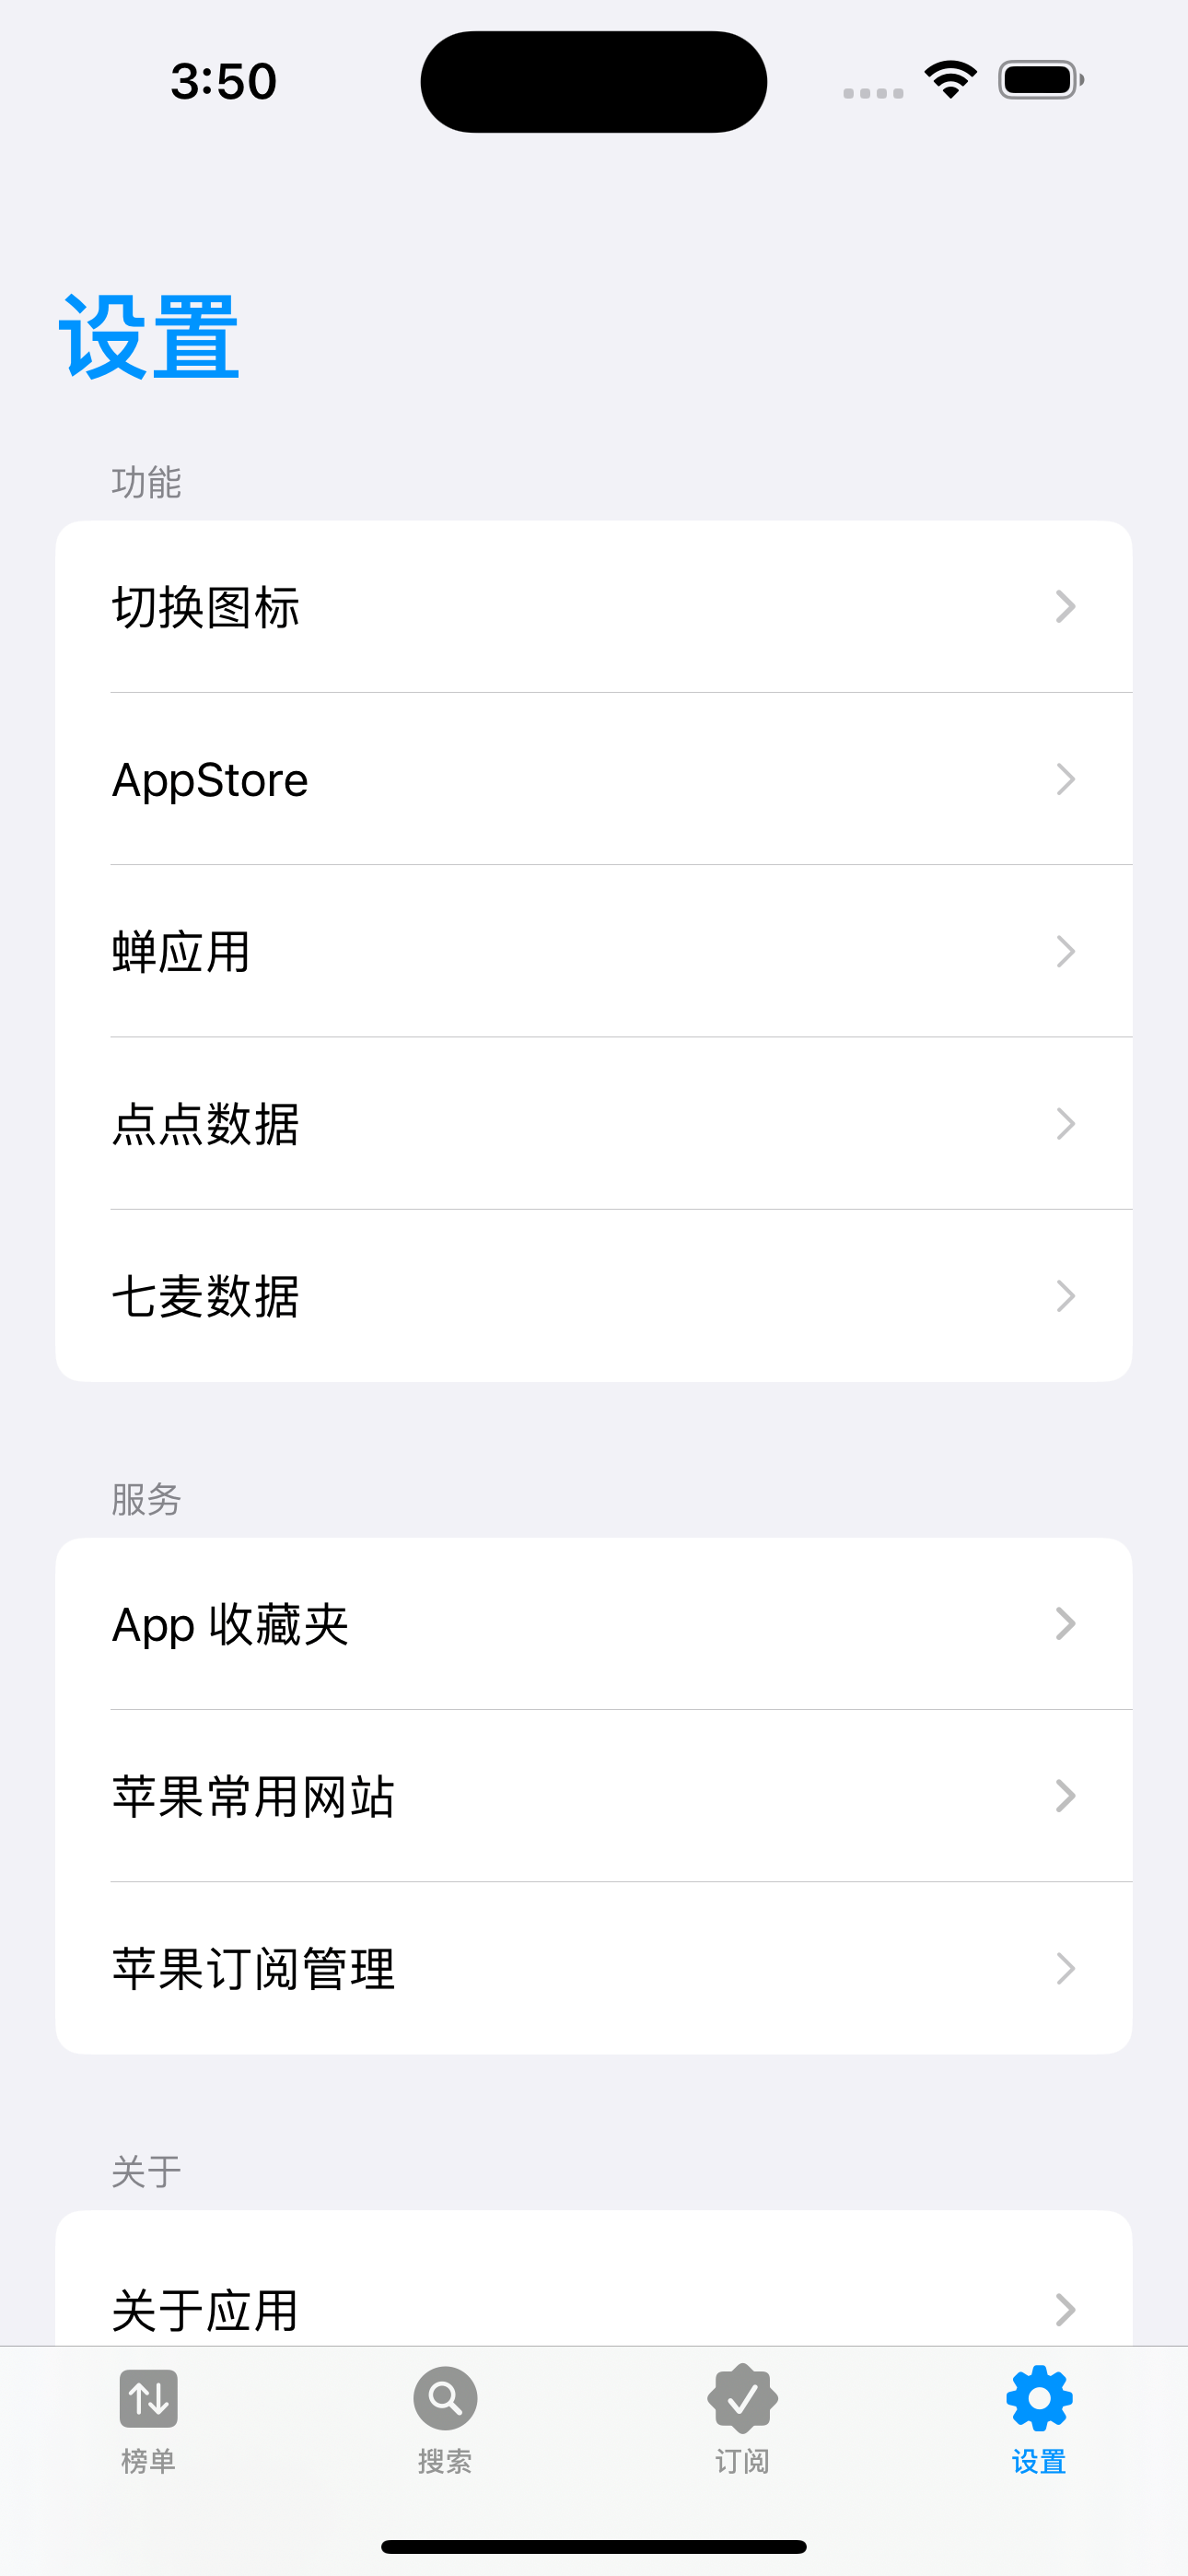 3:50
设置
功能
切换图标
AppStore
蝉应用
点点数据
七麦数据
服务
App 收藏夹
苹果常用网站
苹果订阅管理
关于
关于应用
榜单
搜索
订阅
设置